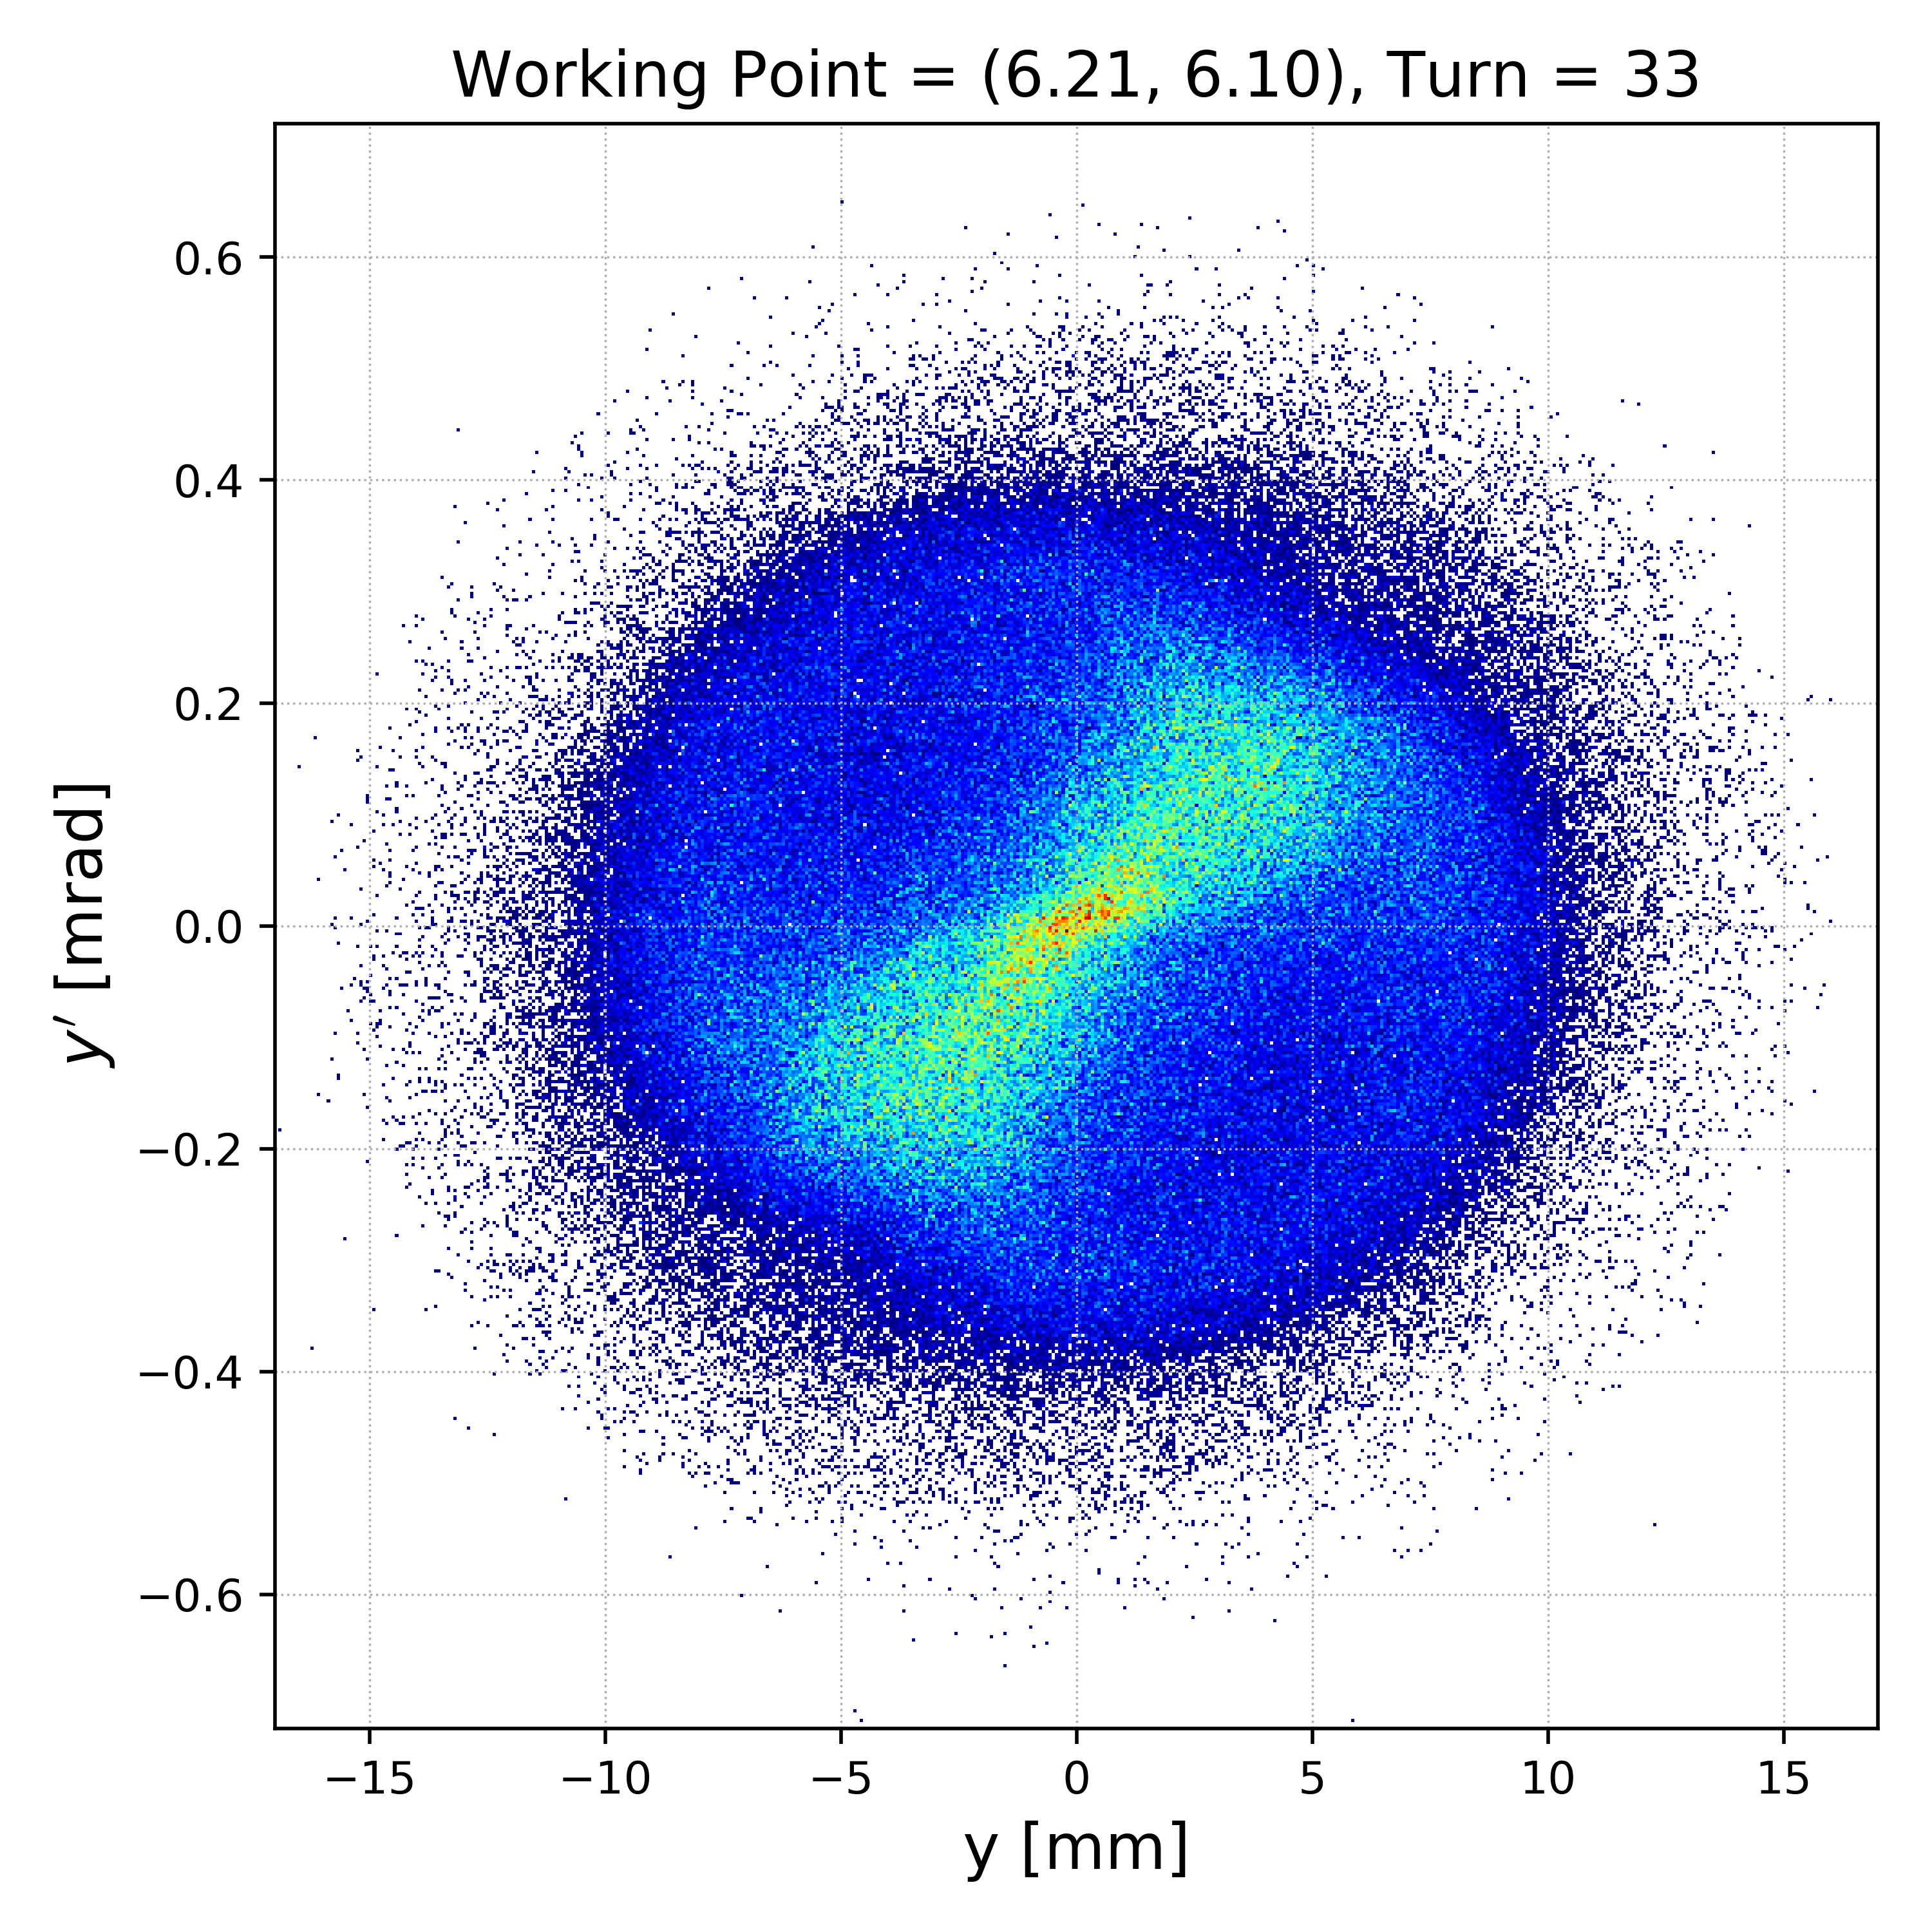 Working Point = (6.21, 6.10), Turn = 33
0.6
0.4
0.2
0.0
−0.2
−0.4
−0.6
y′ [mrad]
−15 −10 −5 0 5 10 15
y [mm]